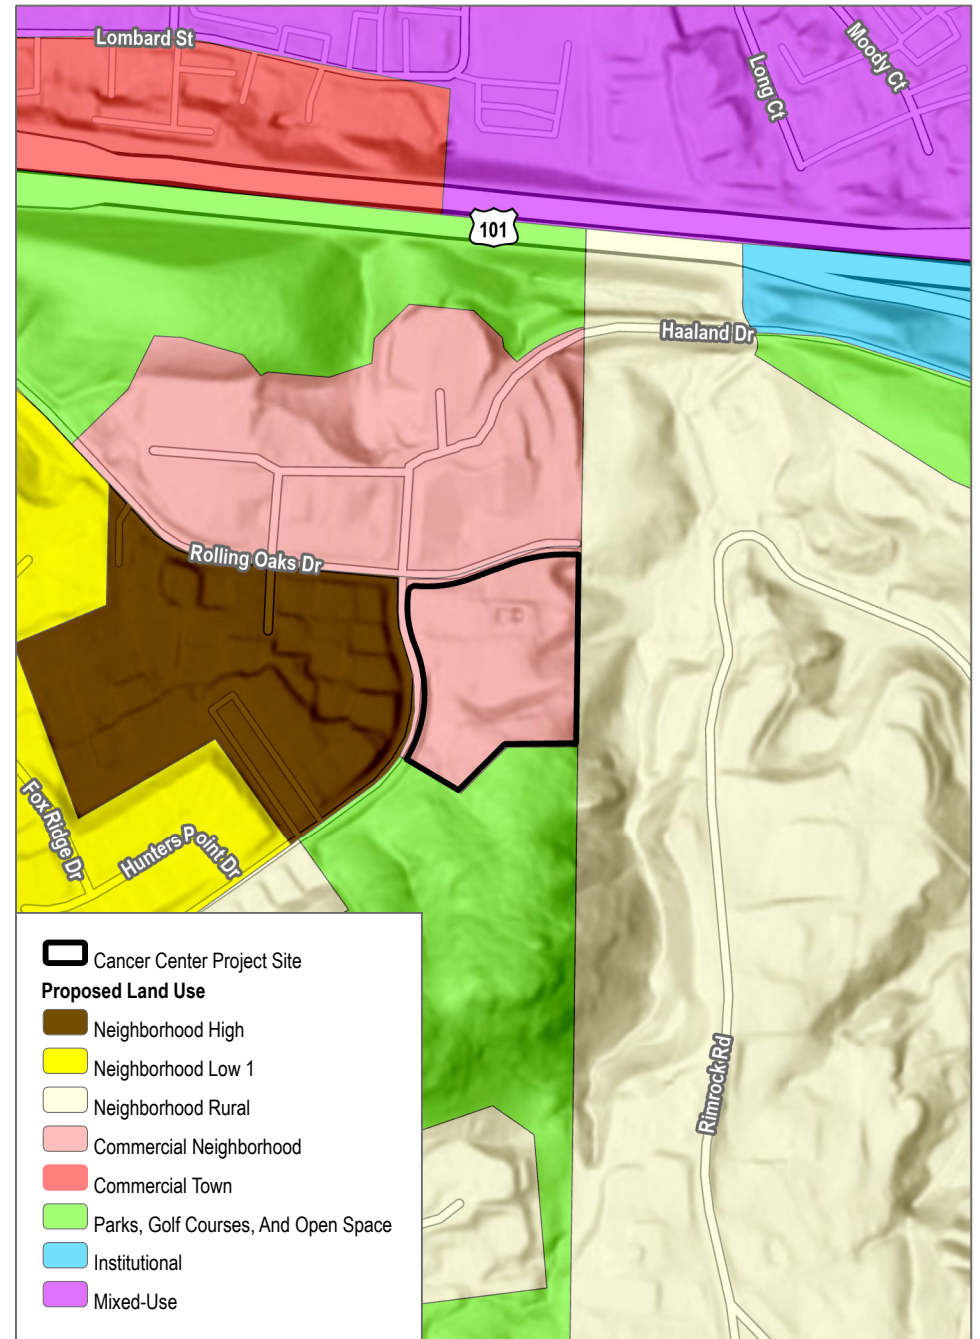 Lombard St
Long Ct
Moody Ct
101
Haaland Dr
Rolling Oaks Dr
Fox Ridge Dr
Hunters Point Dr
Rimrock Rd
Cancer Center Project Site
Proposed Land Use
Neighborhood High
Neighborhood Low 1
Neighborhood Rural
Commercial Neighborhood
Commercial Town
Parks, Golf Courses, And Open Space
Institutional
Mixed-Use